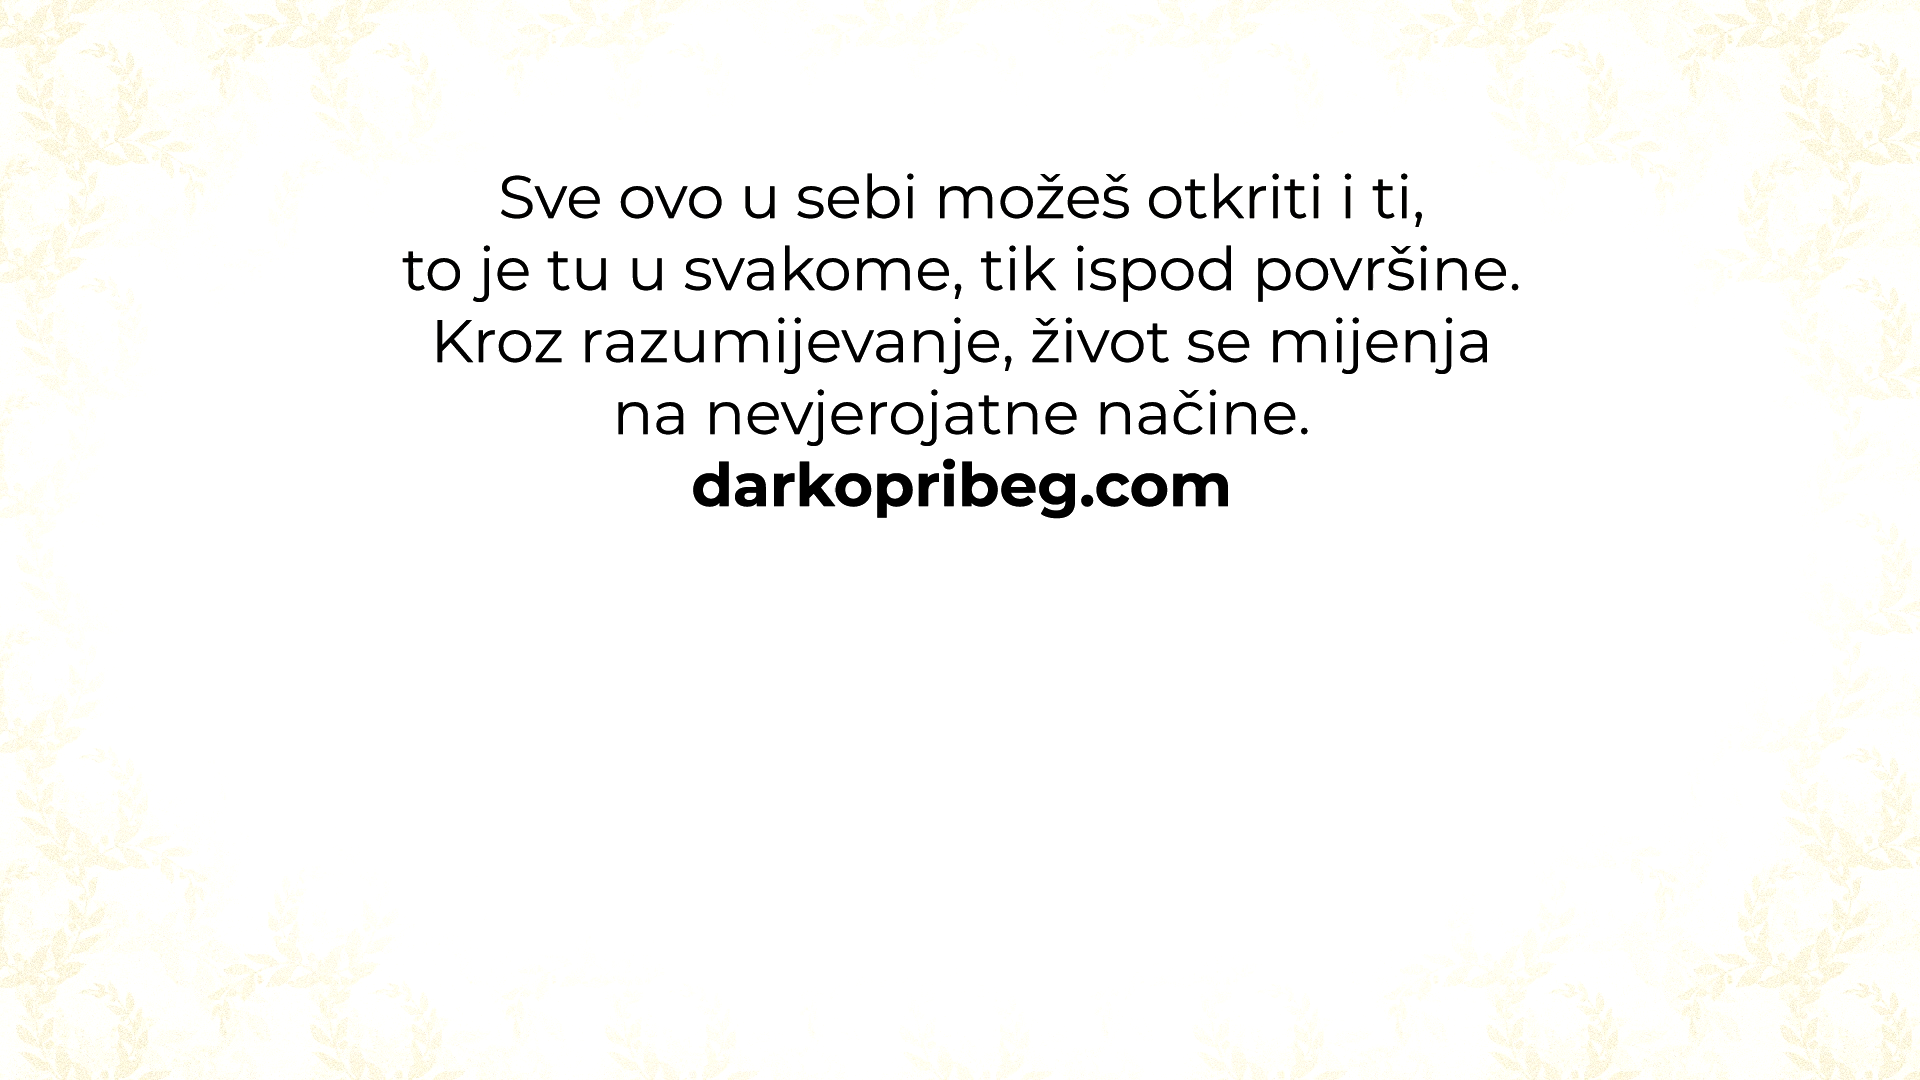 Sve ovo u sebi možeš otkriti i ti,
to je tu u svakome, tik ispod površine.
Kroz razumijevanje, život se mijenja
na nevjerojatne načine.
darkopribeg.com